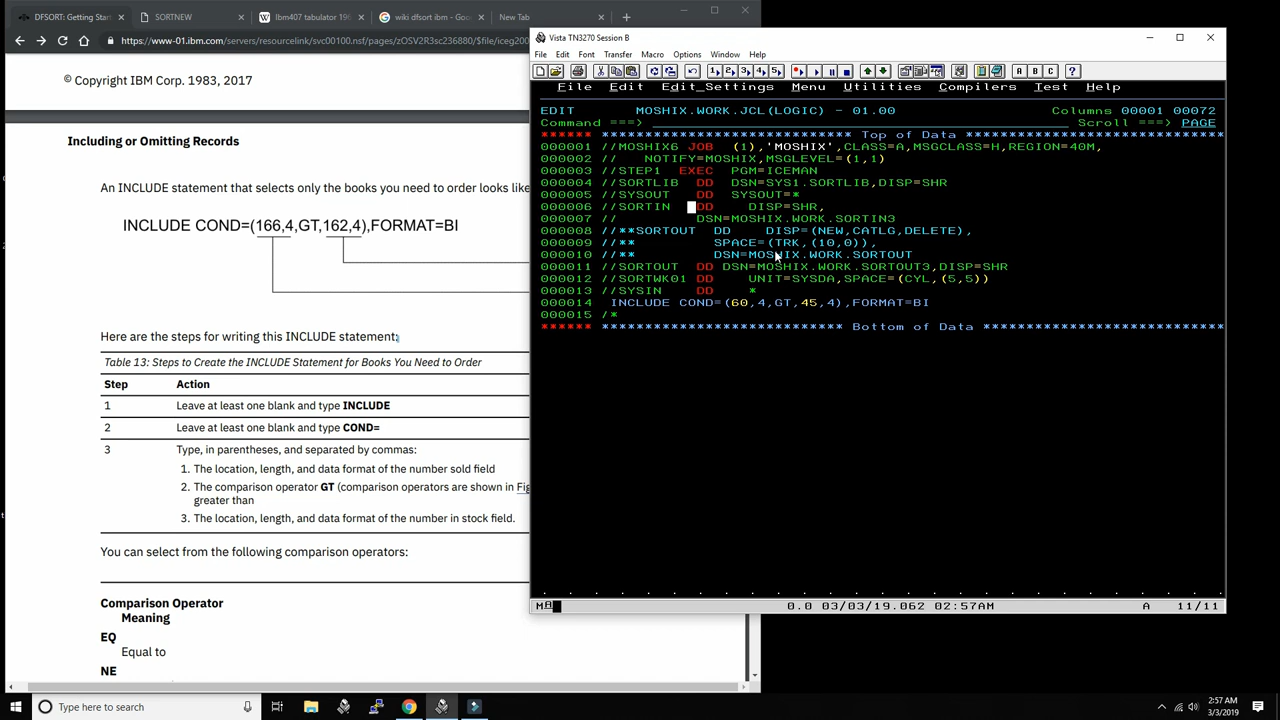 DFSORT: Getting Star
SORTNEW
Ibm407 tabulator 19
wiki dfsort ibm - Goo
New Tab
https://www-01.ibm.com/servers/resourcelink/svc00100.nsf/pages/zOSV2R3sc236880/$file/iceg200
© Copyright IBM Corp. 1983, 2017
Including or Omitting Records
An INCLUDE statement that selects only the books you need to order looks like
INCLUDE COND=(166,4,GT,162,4),FORMAT=BI
Here are the steps for writing this INCLUDE statement:
Table 13: Steps to Create the INCLUDE Statement for Books You Need to Order
Step Action
1 Leave at least one blank and type INCLUDE
2 Leave at least one blank and type COND=
3 Type, in parentheses, and separated by commas:
1. The location, length, and data format of the number sold field
2. The comparison operator GT (comparison operators are shown in Fig
greater than
3. The location, length, and data format of the number in stock field.
You can select from the following comparison operators:
Comparison Operator
Meaning
EQ
Equal to
NE
Vista TN3270 Session B
File Edit Font Transfer Macro Options Window Help
1 2 3 4 5 A B C ?
File Edit Edit_Settings Menu Utilities Compilers Test Help
EDIT MOSHIX.WORK.JCL(LOGIC) - 01.00 Columns 00001 00072
Command ===> Scroll ===> PAGE
****** *************************** Top of Data ****************************
000001 //MOSHIX6 JOB (1),'MOSHIX',CLASS=A,MSGCLASS=H,REGION=40M,
000002 // NOTIFY=MOSHIX,MSGLEVEL=(1,1)
000003 //STEP1 EXEC PGM=ICEMAN
000004 //SORTLIB DD DSN=SYS1.SORTLIB,DISP=SHR
000005 //SYSOUT DD SYSOUT=*
000006 //SORTIN DD DISP=SHR,
000007 // DSN=MOSHIX.WORK.SORTIN3
000008 //**SORTOUT DD DISP=(NEW,CATLG,DELETE),
000009 //** SPACE=(TRK,(10,0)),
000010 //** DSN=MOSHIX.WORK.SORTOUT
000011 //SORTOUT DD DSN=MOSHIX.WORK.SORTOUT3,DISP=SHR
000012 //SORTWK01 DD UNIT=SYSDA,SPACE=(CYL,(5,5))
000013 //SYSIN DD *
000014 INCLUDE COND=(60,4,GT,45,4),FORMAT=BI
000015 /*
****** ************************** Bottom of Data **************************
MA 0.0 03/03/19.062 02:57AM A 11/11
Type here to search
2:57 AM
3/3/2019